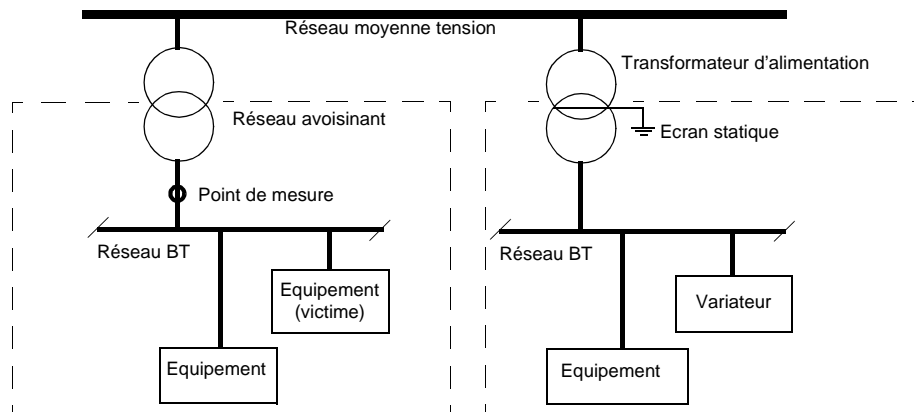 Réseau moyenne tension
Transformateur d'alimentation
Réseau avoisinant
Ecran statique
Point de mesure
Réseau BT
Réseau BT
Equipement
(victime)
Variateur
Equipement
Equipement